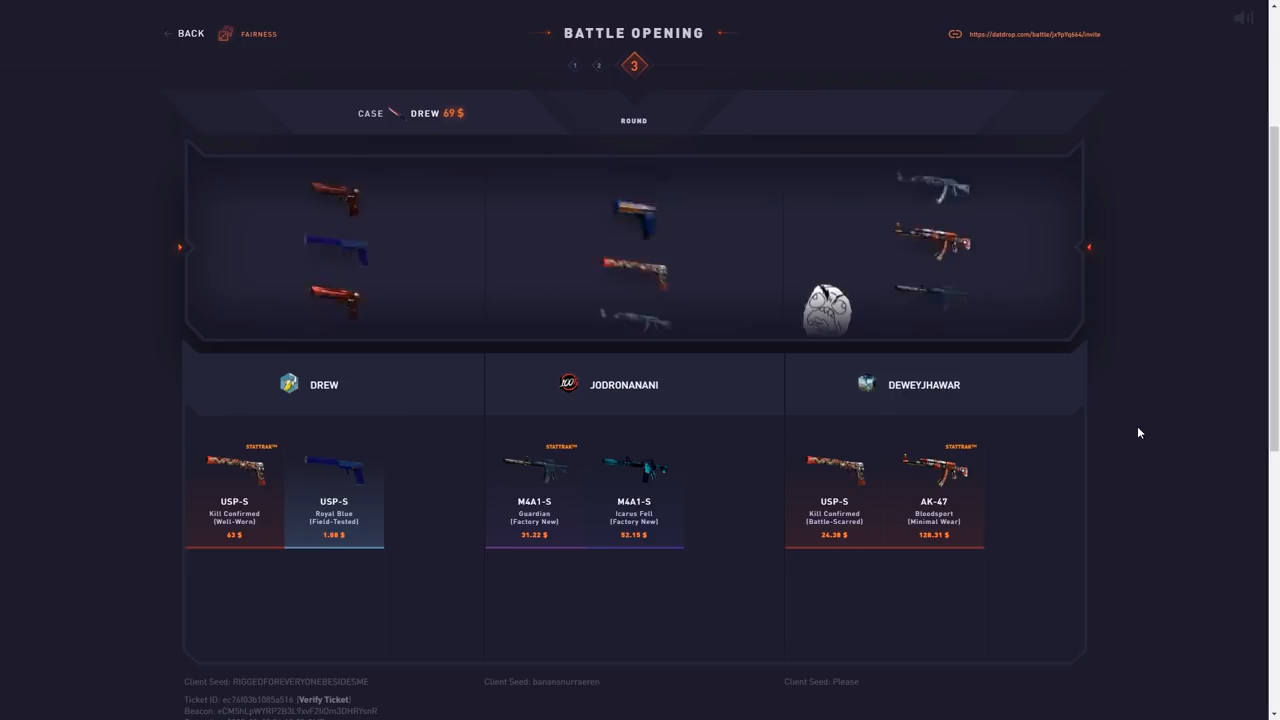 BACK
FAIRNESS
BATTLE OPENING
https://datdrop.com/battle/jx9pYq664/invite
1 2 3
CASE DREW 69 $
ROUND
DREW
JODRONANANI
DEWEYJHAWAR
STATTRAK™
USP-S
Kill Confirmed
(Well-Worn)
63 $
USP-S
Royal Blue
(Field-Tested)
1.08 $
STATTRAK™
M4A1-S
Guardian
(Factory New)
31.22 $
M4A1-S
Icarus Fell
(Factory New)
52.15 $
USP-S
Kill Confirmed
(Battle-Scarred)
24.38 $
STATTRAK™
AK-47
Bloodsport
(Minimal Wear)
128.31 $
Client Seed: RIGGEDFOREVERYONEBESIDESME
Client Seed: banansnurraeren
Client Seed: Please
Ticket ID: ec76f03b1085a516 (Verify Ticket)
Beacon: eCM5hLpWYRP2B3L9xvF2IiOm3DHRYsnR